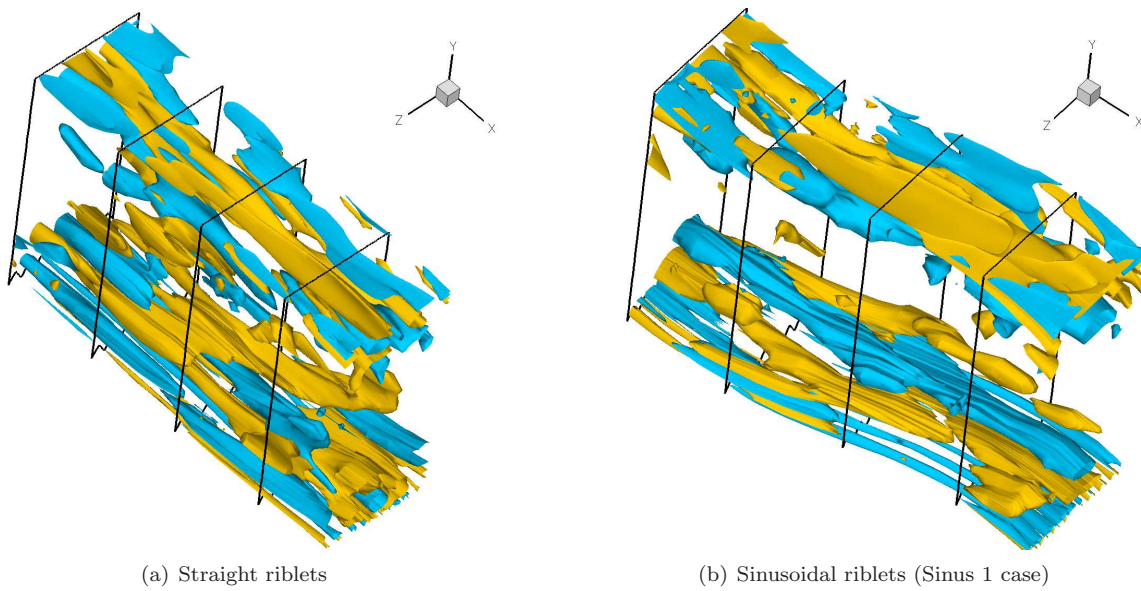 Y
Z
X
Y
Z
X
(a) Straight riblets
(b) Sinusoidal riblets (Sinus 1 case)